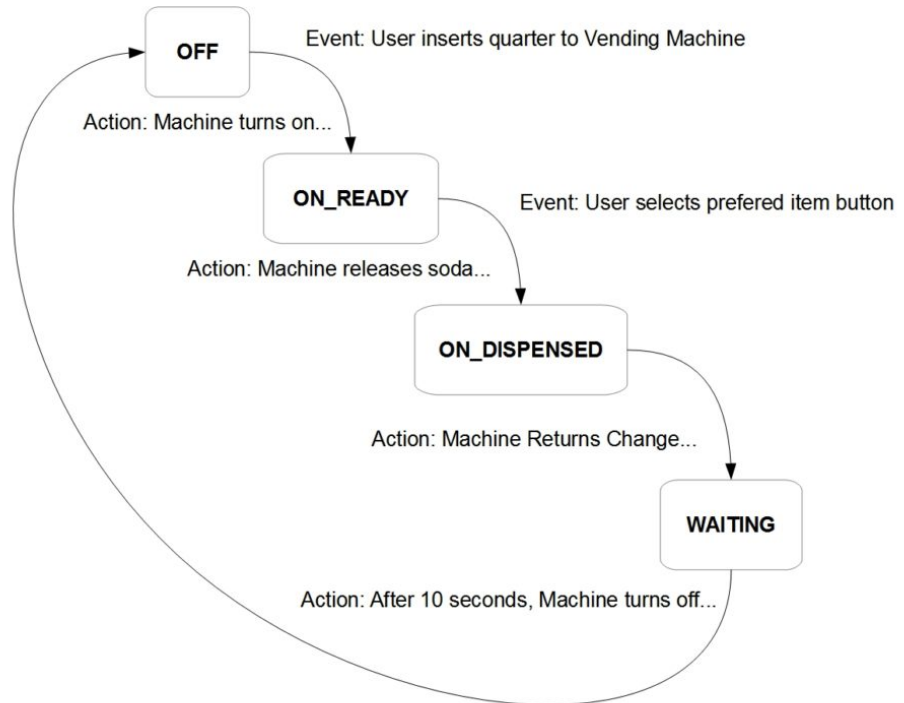 OFF
Event: User inserts quarter to Vending Machine
Action: Machine turns on...
ON_READY
Event: User selects prefered item button
Action: Machine releases soda...
ON_DISPENSED
Action: Machine Returns Change...
WAITING
Action: After 10 seconds, Machine turns off...